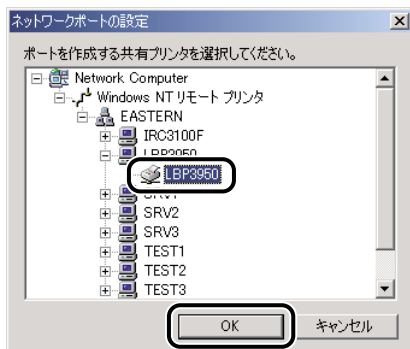 ネットワークポートの設定
ポートを作成する共有プリンタを選択してください。
Network Computer
Windows NT リモート プリンタ
EASTERN
IRC3100F
LBP3950
SRV2
SRV3
TEST1
TEST2
TEST3
OK キャンセル